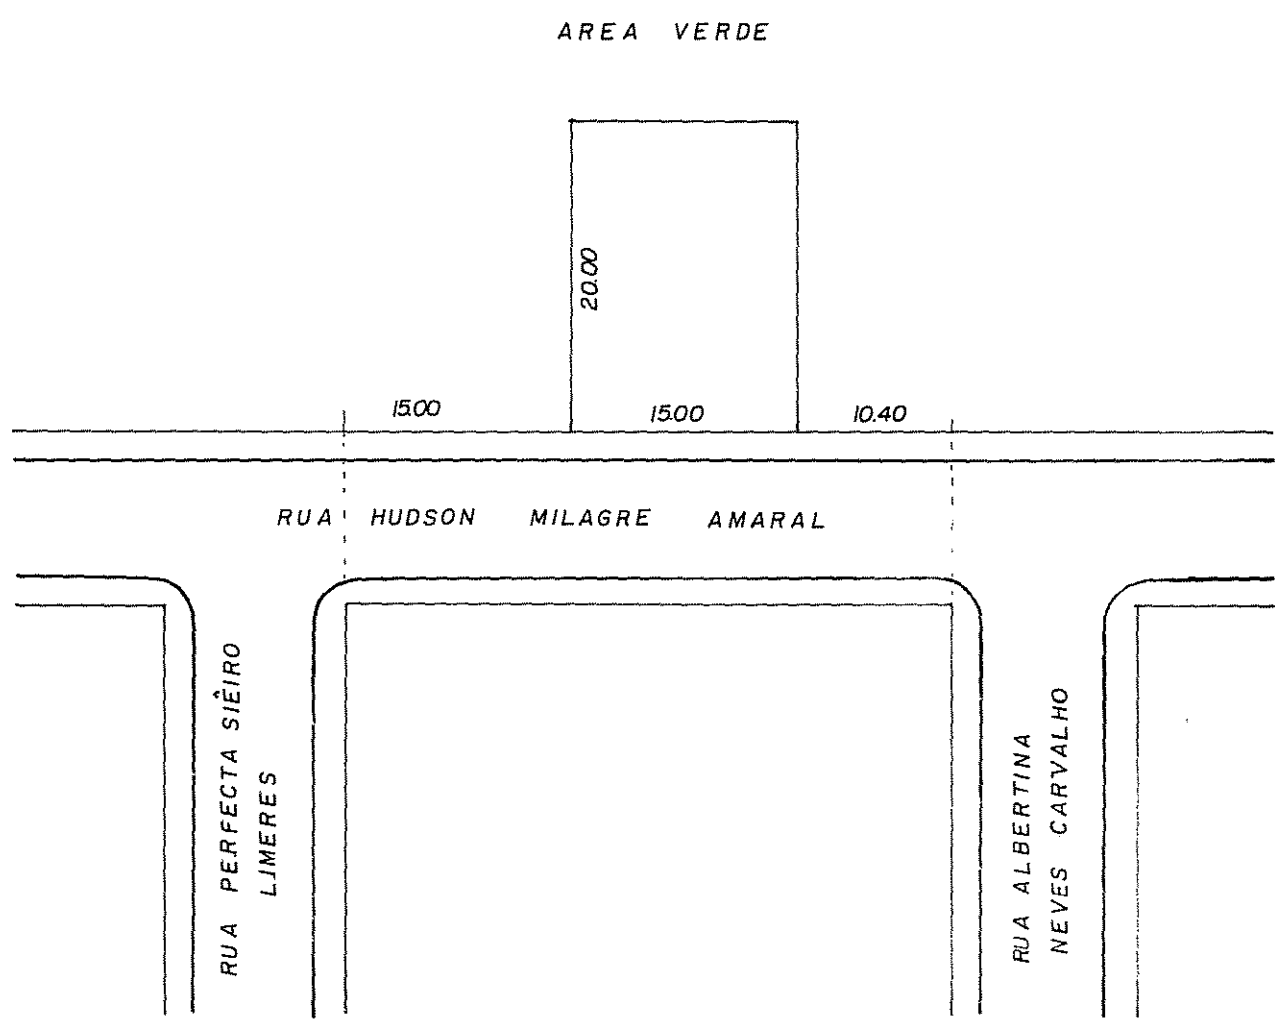 AREA VERDE
20.00
15.00
15.00
10.40
RUA HUDSON MILAGRE AMARAL
RUA PERFECTA SIÊIRO
LIMERES
RUA ALBERTINA
NEVES CARVALHO